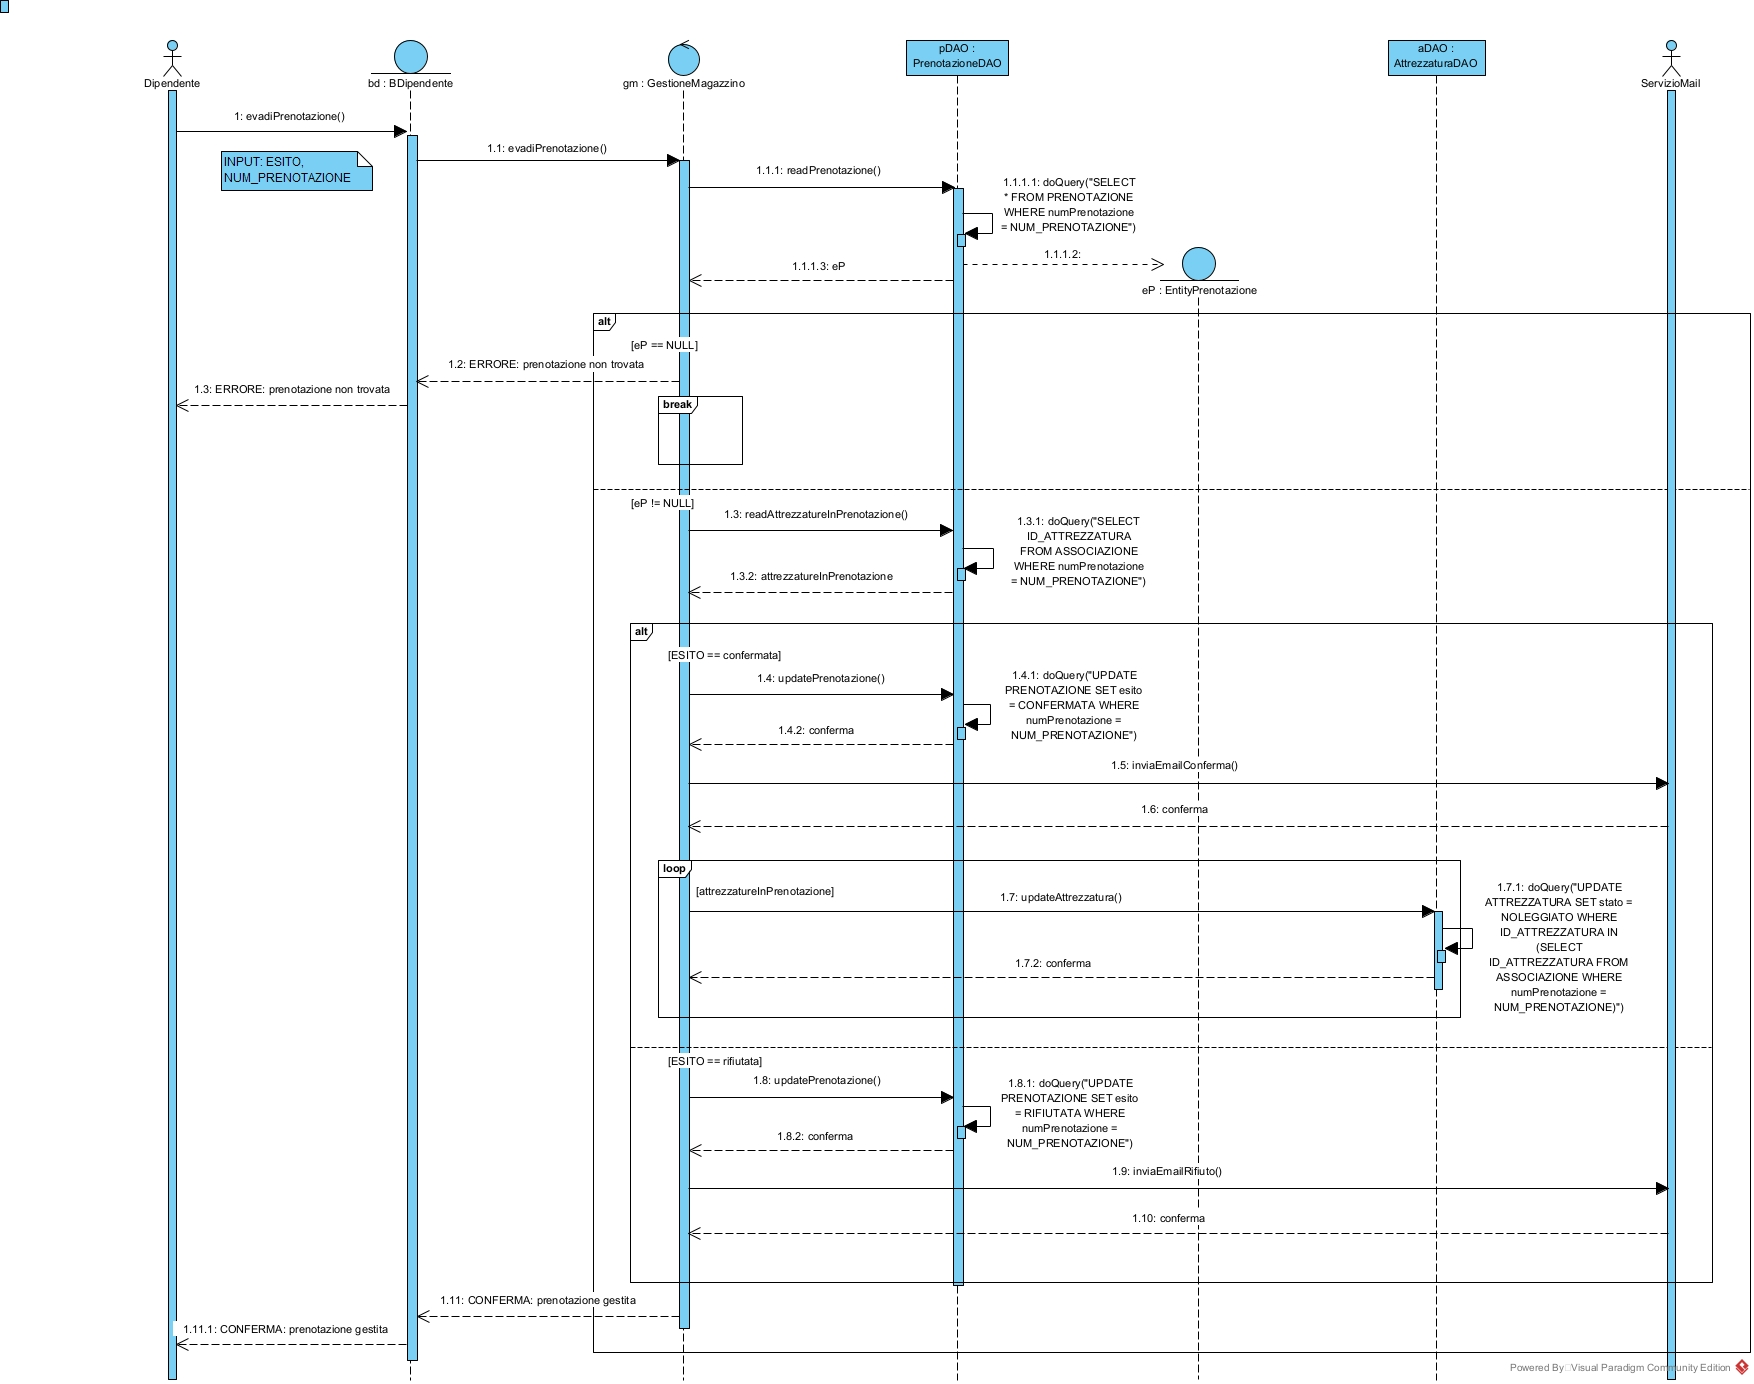 pDAO :
PrenotazioneDAO
aDAO :
AttrezzaturaDAO
Dipendente
bd : BDipendente
gm : GestioneMagazzino
ServizioMail
1: evadiPrenotazione()
INPUT: ESITO,
NUM_PRENOTAZIONE
1.1: evadiPrenotazione()
1.1.1: readPrenotazione()
1.1.1.1: doQuery("SELECT
* FROM PRENOTAZIONE
WHERE numPrenotazione
= NUM_PRENOTAZIONE")
1.1.1.2:
1.1.1.3: eP
eP : EntityPrenotazione
alt
[eP == NULL]
1.2: ERRORE: prenotazione non trovata
1.3: ERRORE: prenotazione non trovata
break
[eP != NULL]
1.3: readAttrezzatureInPrenotazione()
1.3.1: doQuery("SELECT
ID_ATTREZZATURA
FROM ASSOCIAZIONE
WHERE numPrenotazione
= NUM_PRENOTAZIONE")
1.3.2: attrezzatureInPrenotazione
alt
[ESITO == confermata]
1.4: updatePrenotazione()
1.4.1: doQuery("UPDATE
PRENOTAZIONE SET esito
= CONFERMATA WHERE
numPrenotazione =
NUM_PRENOTAZIONE")
1.4.2: conferma
1.5: inviaEmailConferma()
1.6: conferma
loop
[attrezzatureInPrenotazione]
1.7: updateAttrezzatura()
1.7.1: doQuery("UPDATE
ATTREZZATURA SET stato =
NOLEGGIATO WHERE
ID_ATTREZZATURA IN
(SELECT
ID_ATTREZZATURA FROM
ASSOCIAZIONE WHERE
numPrenotazione =
NUM_PRENOTAZIONE)")
1.7.2: conferma
[ESITO == rifiutata]
1.8: updatePrenotazione()
1.8.1: doQuery("UPDATE
PRENOTAZIONE SET esito
= RIFIUTATA WHERE
numPrenotazione =
NUM_PRENOTAZIONE")
1.8.2: conferma
1.9: inviaEmailRifiuto()
1.10: conferma
1.11: CONFERMA: prenotazione gestita
1.11.1: CONFERMA: prenotazione gestita
Powered By Visual Paradigm Community Edition